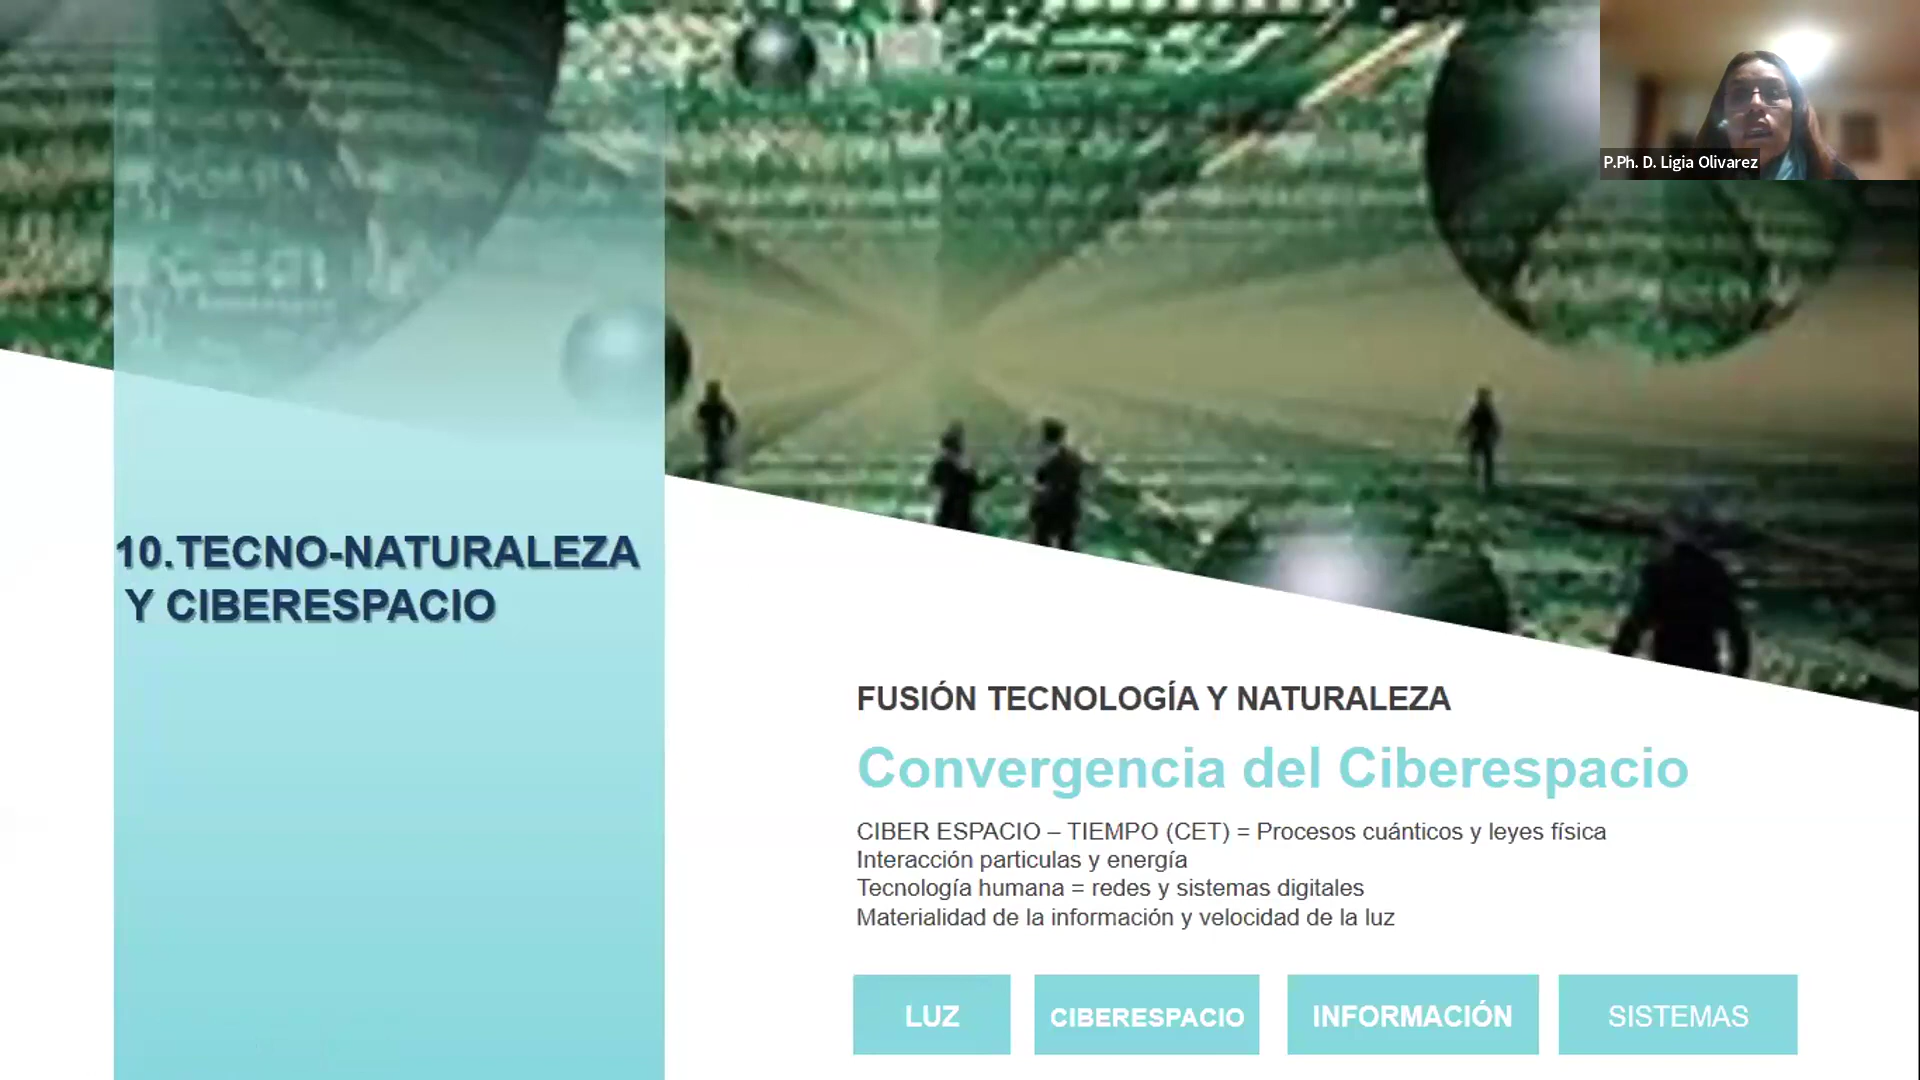 P.Ph. D. Ligia Olivarez
10.TECNO-NATURALEZA
Y CIBERESPACIO
FUSIÓN TECNOLOGÍA Y NATURALEZA
Convergencia del Ciberespacio
CIBER ESPACIO – TIEMPO (CET) = Procesos cuánticos y leyes física
Interacción particulas y energía
Tecnología humana = redes y sistemas digitales
Materialidad de la información y velocidad de la luz
LUZ
CIBERESPACIO
INFORMACIÓN
SISTEMAS